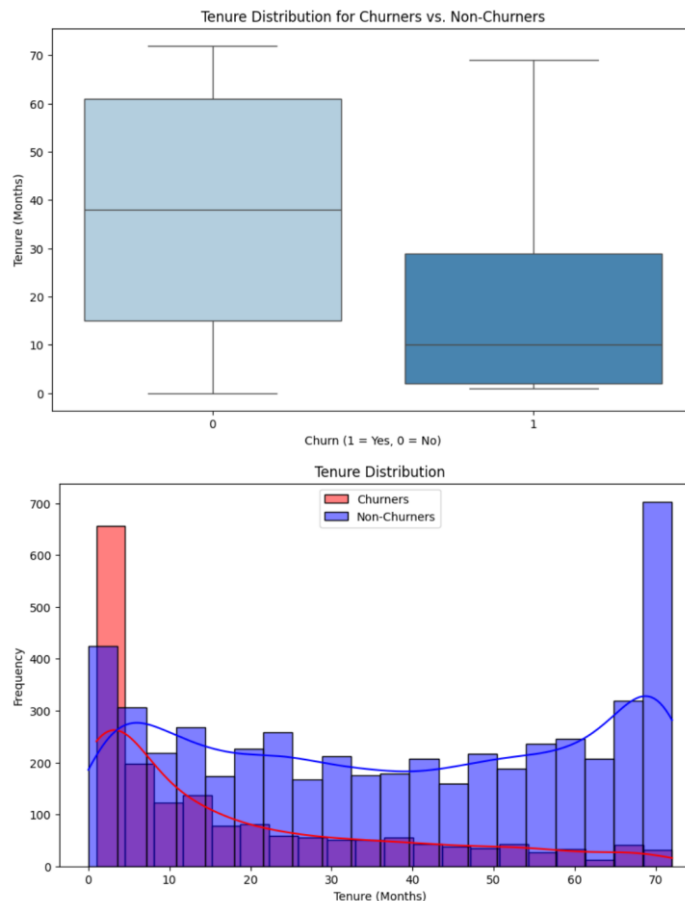 Tenure Distribution for Churners vs. Non-Churners
70
60
50
40
30
20
10
0
Tenure (Months)
0 1
Churn (1 = Yes, 0 = No)
Tenure Distribution
Churners
Non-Churners
700
600
500
400
300
200
100
0
Frequency
0 10 20 30 40 50 60 70
Tenure (Months)